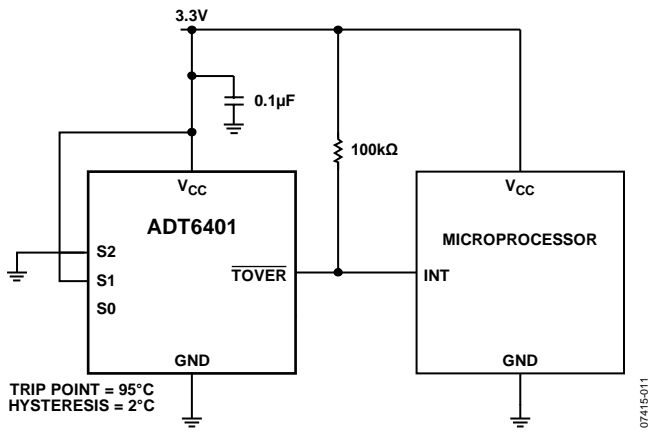 3.3V
0.1µF
100kΩ
VCC
ADT6401
S2
S1
S0
TOVER
GND
VCC
MICROPROCESSOR
INT
GND
TRIP POINT = 95°C
HYSTERESIS = 2°C
07415-011